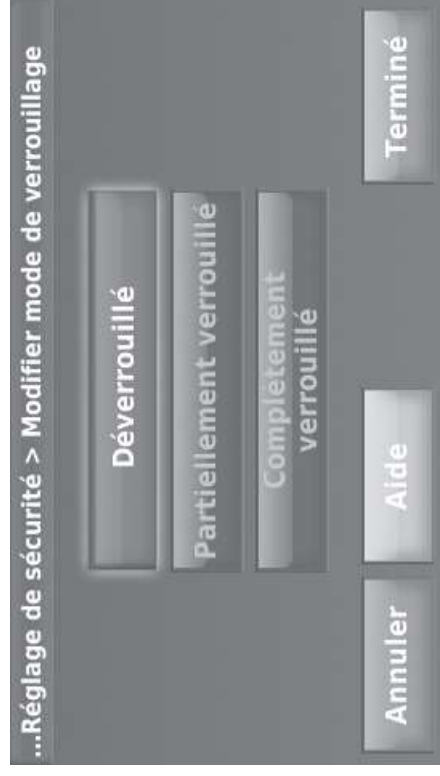 ...Réglage de sécurité > Modifier mode de verrouillage
Déverrouillé
Partiellement verrouillé
Complètement
verrouillé
Annuler
Aide
Terminé